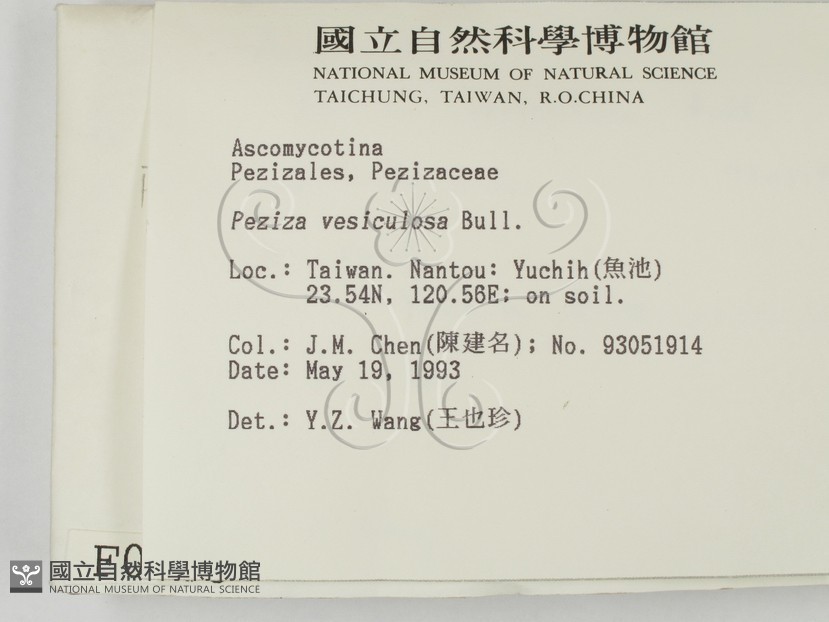 國立自然科學博物館
NATIONAL MUSEUM OF NATURAL SCIENCE
TAICHUNG, TAIWAN, R.O.CHINA
Ascomycotina
Pezizales, Pezizaceae
Peziza vesiculosa Bull.
Loc.: Taiwan. Nantou: Yuchih(魚池)
23.54N, 120.56E; on soil.
Col.: J.M. Chen(陳建名); No. 93051914
Date: May 19, 1993
Det.: Y.Z. Wang(王也珍)
國立自然科學博物館
NATIONAL MUSEUM OF NATURAL SCIENCE